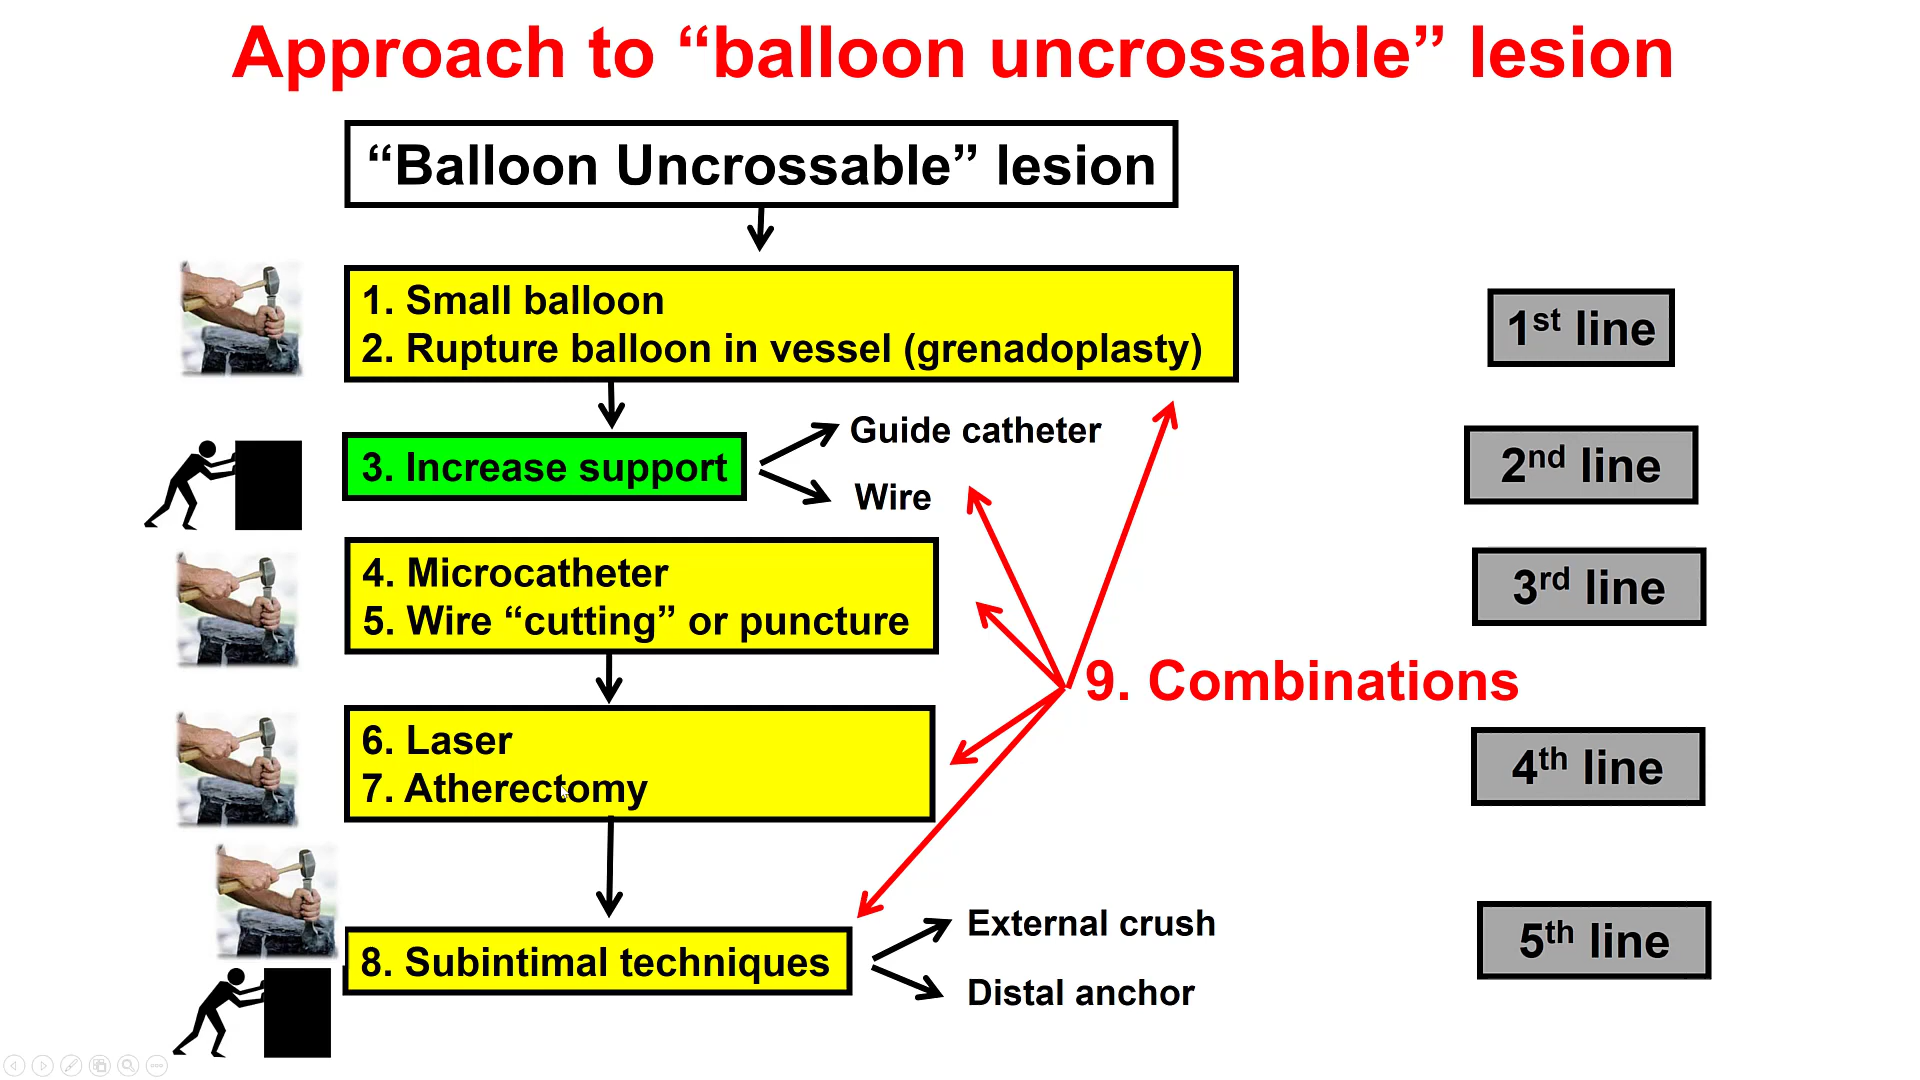 Approach to “balloon uncrossable” lesion
“Balloon Uncrossable” lesion
1. Small balloon
2. Rupture balloon in vessel (grenadoplasty)
1st line
3. Increase support
Guide catheter
Wire
2nd line
4. Microcatheter
5. Wire “cutting” or puncture
3rd line
9. Combinations
6. Laser
7. Atherectomy
4th line
8. Subintimal techniques
External crush
Distal anchor
5th line